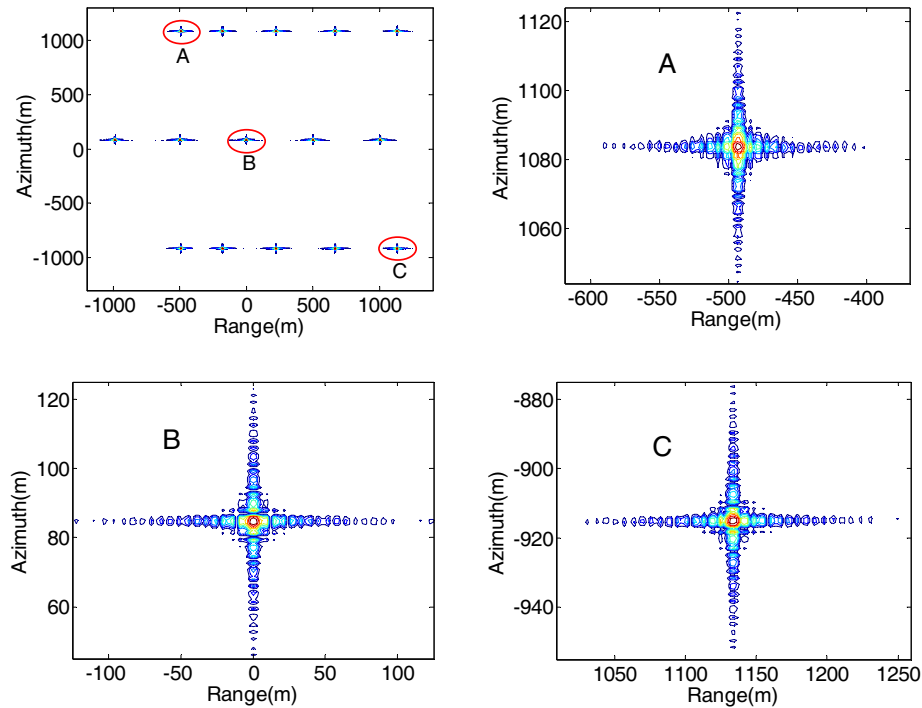 1000
500
0
-500
-1000
Azimuth(m)
A
B
C
-1000 -500 0 500 1000
Range(m)
1120
1100
1080
1060
Azimuth(m)
A
-600 -550 -500 -450 -400
Range(m)
120
100
80
60
Azimuth(m)
B
-100 -50 0 50 100
Range(m)
-880
-900
-920
-940
Azimuth(m)
C
1050 1100 1150 1200 1250
Range(m)